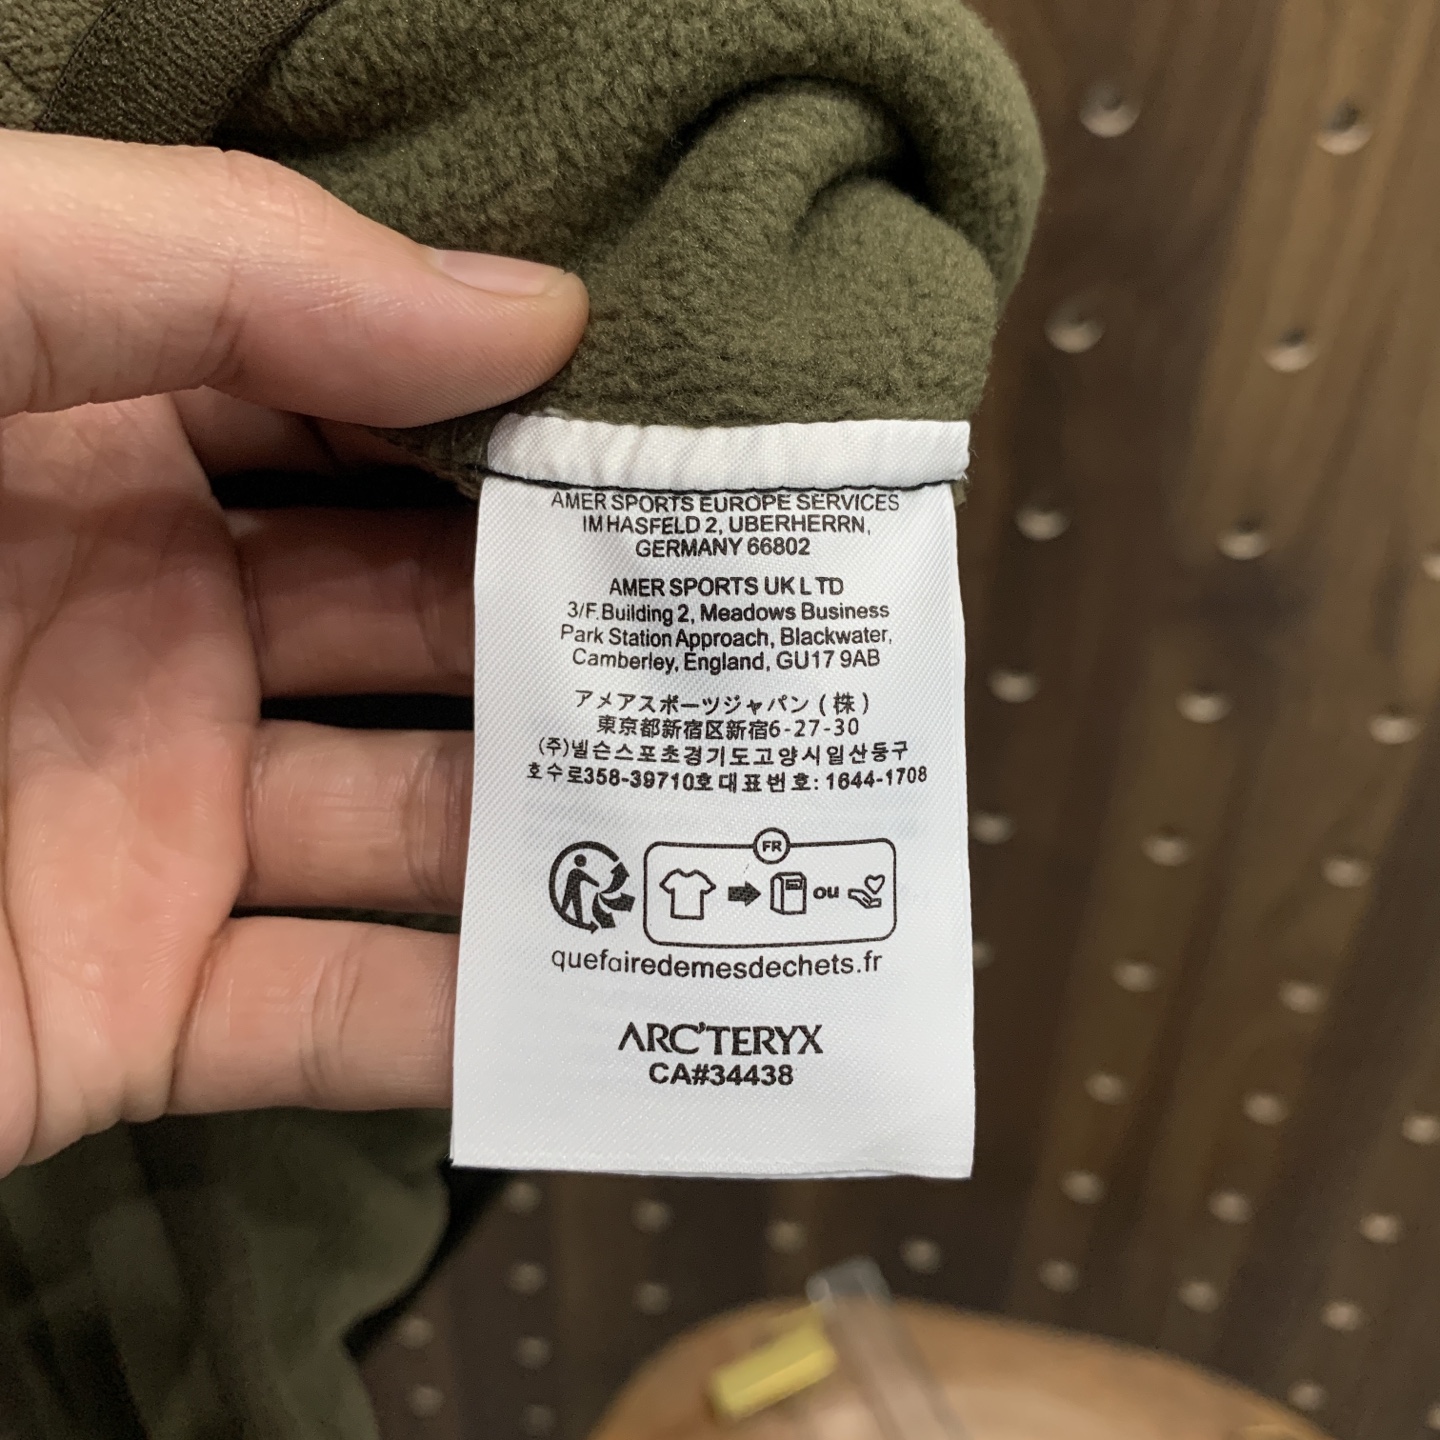 AMER SPORTS EUROPE SERVICES
IM HASFELD 2, UBERHERRN,
GERMANY 66802
AMER SPORTS UK LTD
3/F.Building 2, Meadows Business
Park Station Approach, Blackwater,
Camberley, England, GU17 9AB
アメアスポーツジャパン (株)
東京都新宿区新宿6-27-30
(주)넬슨스포츠경기도고양시일산동구
호수로358-39710호 대표번호: 1644-1708
FR
ou
quefairedemesdechets.fr
ARC'TERYX
CA#34438